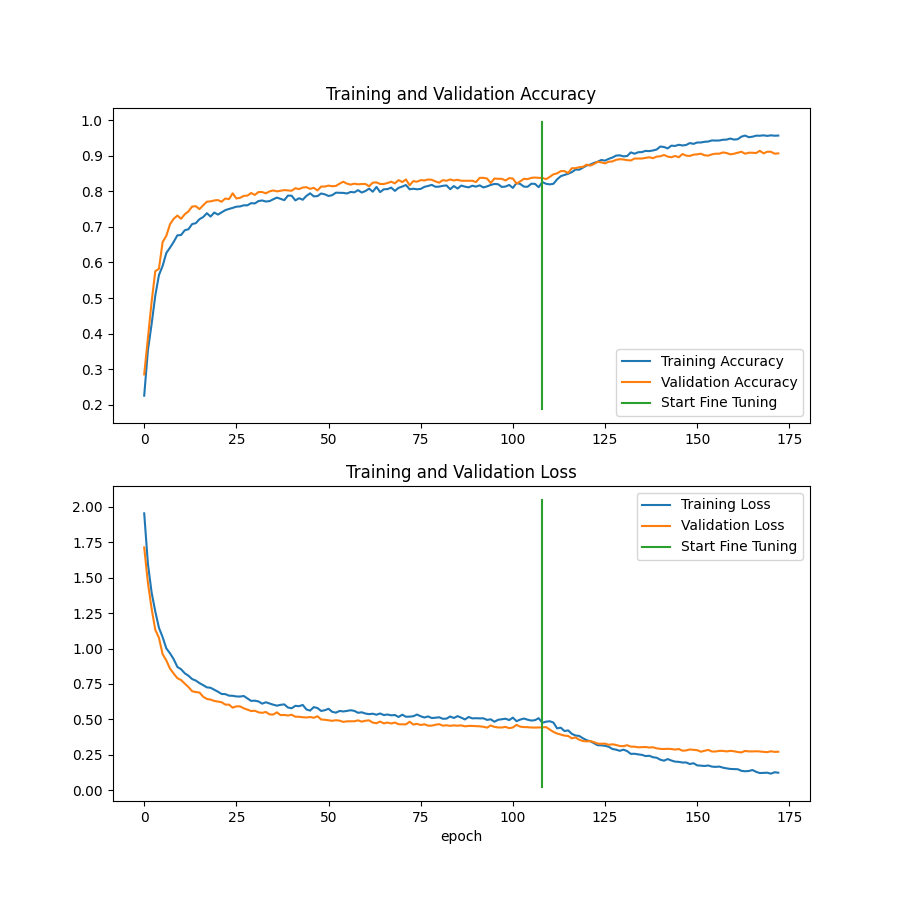 Training and Validation Accuracy
1.0
0.9
0.8
0.7
0.6
0.5
0.4
0.3
0.2
Training Accuracy
Validation Accuracy
Start Fine Tuning
0 25 50 75 100 125 150 175
Training and Validation Loss
2.00
1.75
1.50
1.25
1.00
0.75
0.50
0.25
0.00
Training Loss
Validation Loss
Start Fine Tuning
0 25 50 75 100 125 150 175
epoch